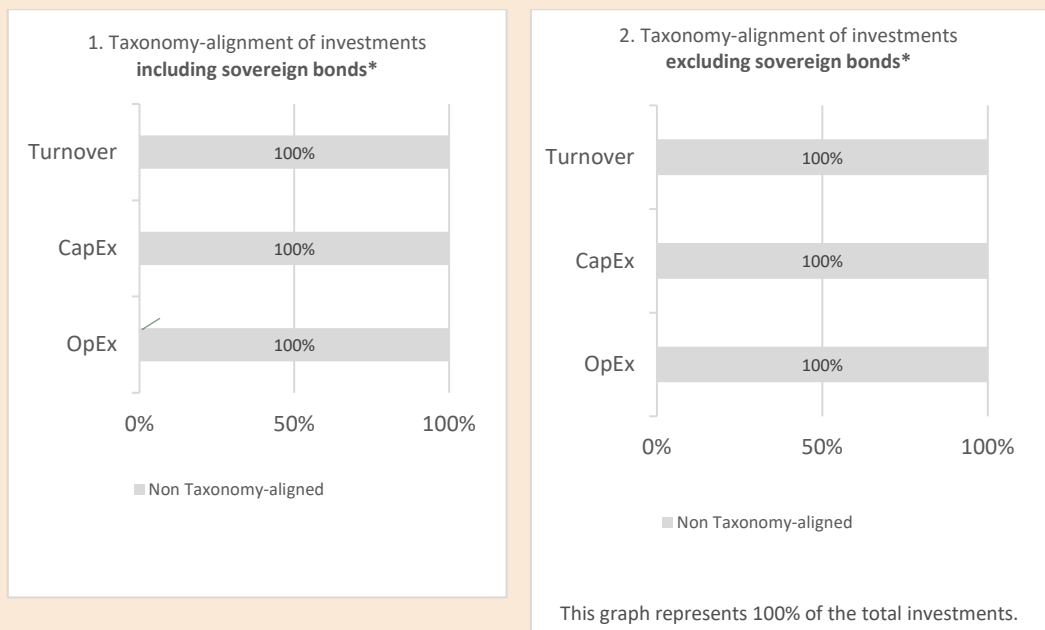 1. Taxonomy-alignment of investments
including sovereign bonds*
Turnover
100%
CapEx
100%
OpEx
100%
0% 50% 100%
Non Taxonomy-aligned
2. Taxonomy-alignment of investments
excluding sovereign bonds*
Turnover
100%
CapEx
100%
OpEx
100%
0% 50% 100%
Non Taxonomy-aligned
This graph represents 100% of the total investments.